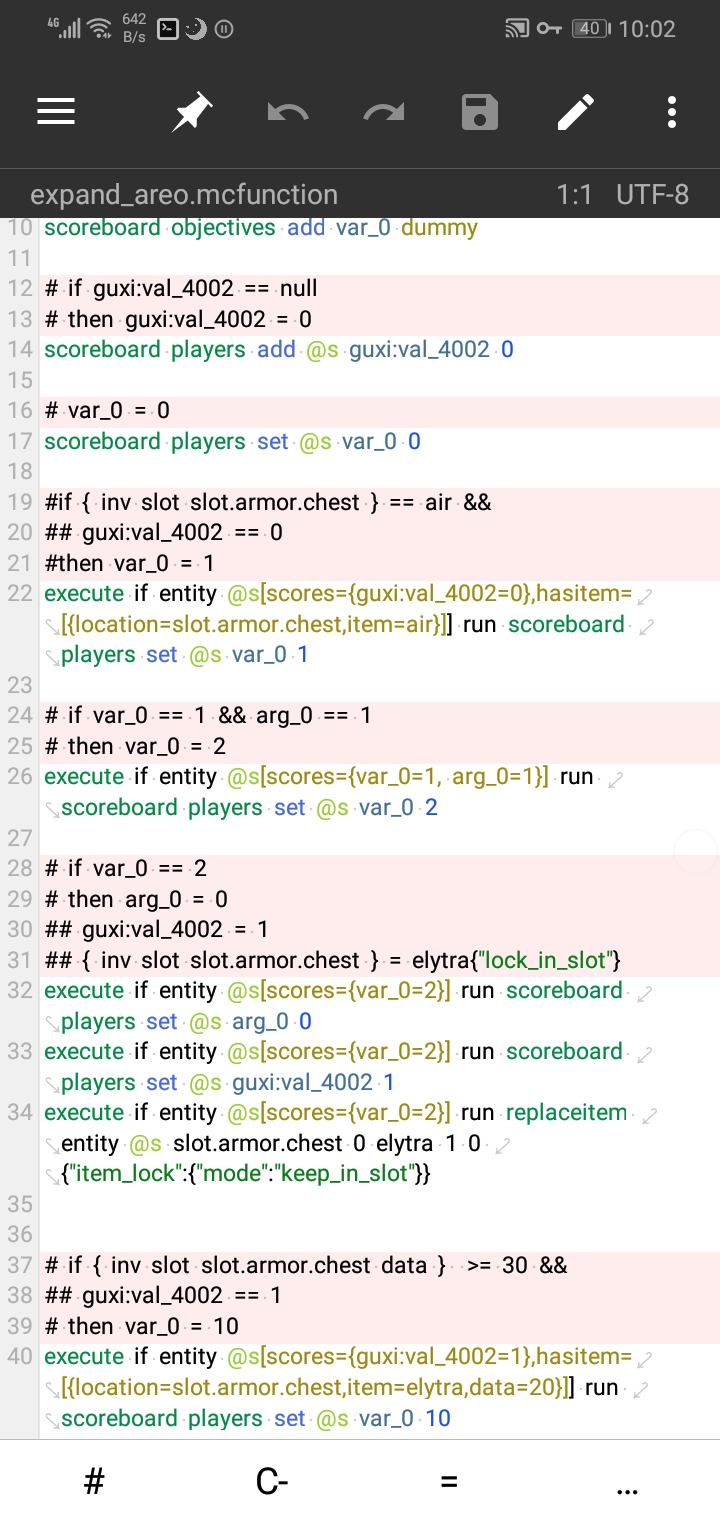 4G 642 B/s 40 10:02
expand_areo.mcfunction 1:1 UTF-8
10 scoreboard objectives add var_0 dummy
11
12 # if guxi:val_4002 == null
13 # then guxi:val_4002 = 0
14 scoreboard players add @s guxi:val_4002 0
15
16 # var_0 = 0
17 scoreboard players set @s var_0 0
18
19 #if { inv slot slot.armor.chest } == air &&
20 ## guxi:val_4002 == 0
21 #then var_0 = 1
22 execute if entity @s[scores={guxi:val_4002=0},hasitem=
[{location=slot.armor.chest,item=air}]] run scoreboard
players set @s var_0 1
23
24 # if var_0 == 1 && arg_0 == 1
25 # then var_0 = 2
26 execute if entity @s[scores={var_0=1, arg_0=1}] run
scoreboard players set @s var_0 2
27
28 # if var_0 == 2
29 # then arg_0 = 0
30 ## guxi:val_4002 = 1
31 ## { inv slot slot.armor.chest } = elytra{"lock_in_slot"}
32 execute if entity @s[scores={var_0=2}] run scoreboard
players set @s arg_0 0
33 execute if entity @s[scores={var_0=2}] run scoreboard
players set @s guxi:val_4002 1
34 execute if entity @s[scores={var_0=2}] run replaceitem
entity @s slot.armor.chest 0 elytra 1 0
{"item_lock":{"mode":"keep_in_slot"}}
35
36
37 # if { inv slot slot.armor.chest data } >= 30 &&
38 ## guxi:val_4002 == 1
39 # then var_0 = 10
40 execute if entity @s[scores={guxi:val_4002=1},hasitem=
[{location=slot.armor.chest,item=elytra,data=20}]] run
scoreboard players set @s var_0 10
# C- = ...